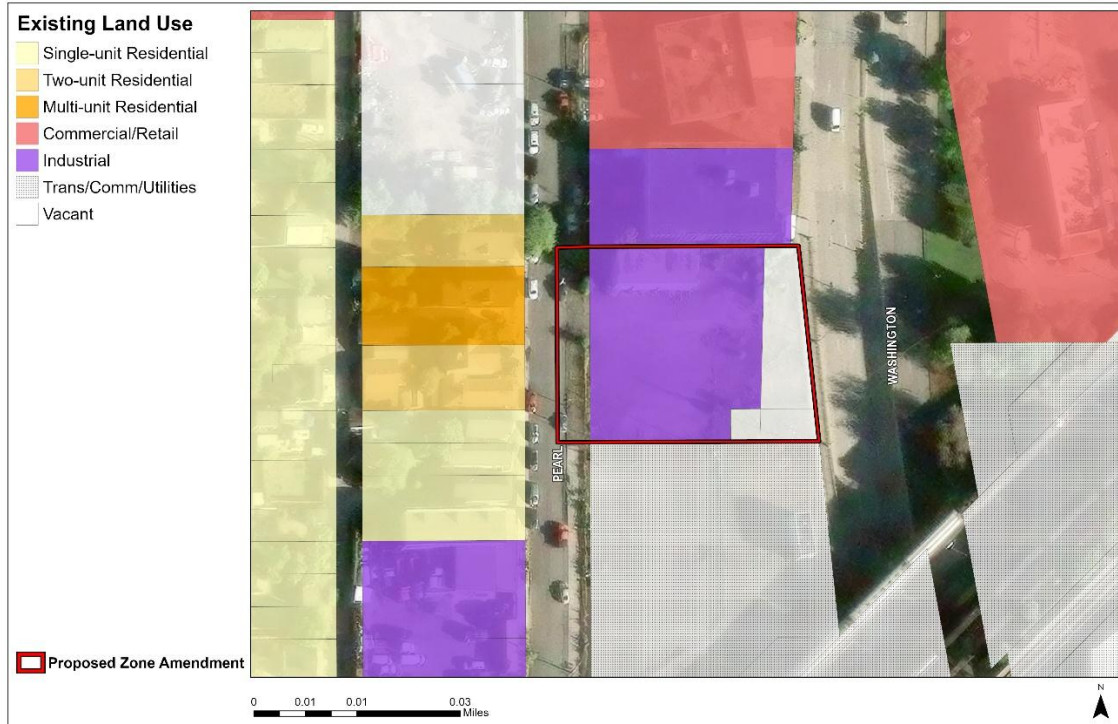 Existing Land Use
Single-unit Residential
Two-unit Residential
Multi-unit Residential
Commercial/Retail
Industrial
Trans/Comm/Utilities
Vacant
PEARL
WASHINGTON
Proposed Zone Amendment
0 0.01 0.01 0.03
Miles
N